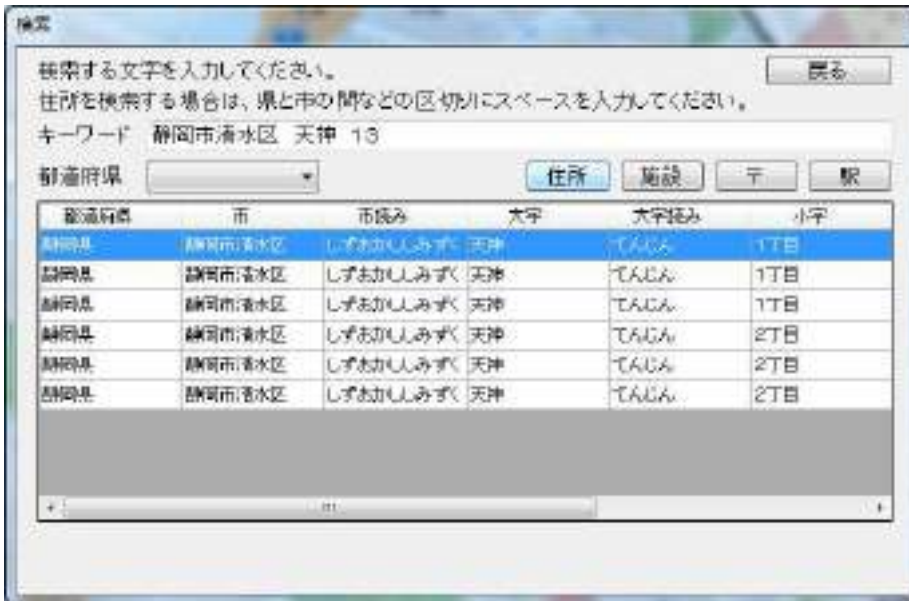 検索
検索する文字を入力してください。 戻る
住所を検索する場合は、県と市の間などの区切りにスペースを入力してください。
キーワード 静岡市清水区 天神 13
都道府県 住所 施設 〒 駅
都道府県 市 市読み 大字 大字読み 小字
静岡県 静岡市清水区 しずおかししみずく 天神 てんじん 1丁目
静岡県 静岡市清水区 しずおかししみずく 天神 てんじん 1丁目
静岡県 静岡市清水区 しずおかししみずく 天神 てんじん 1丁目
静岡県 静岡市清水区 しずおかししみずく 天神 てんじん 2丁目
静岡県 静岡市清水区 しずおかししみずく 天神 てんじん 2丁目
静岡県 静岡市清水区 しずおかししみずく 天神 てんじん 2丁目